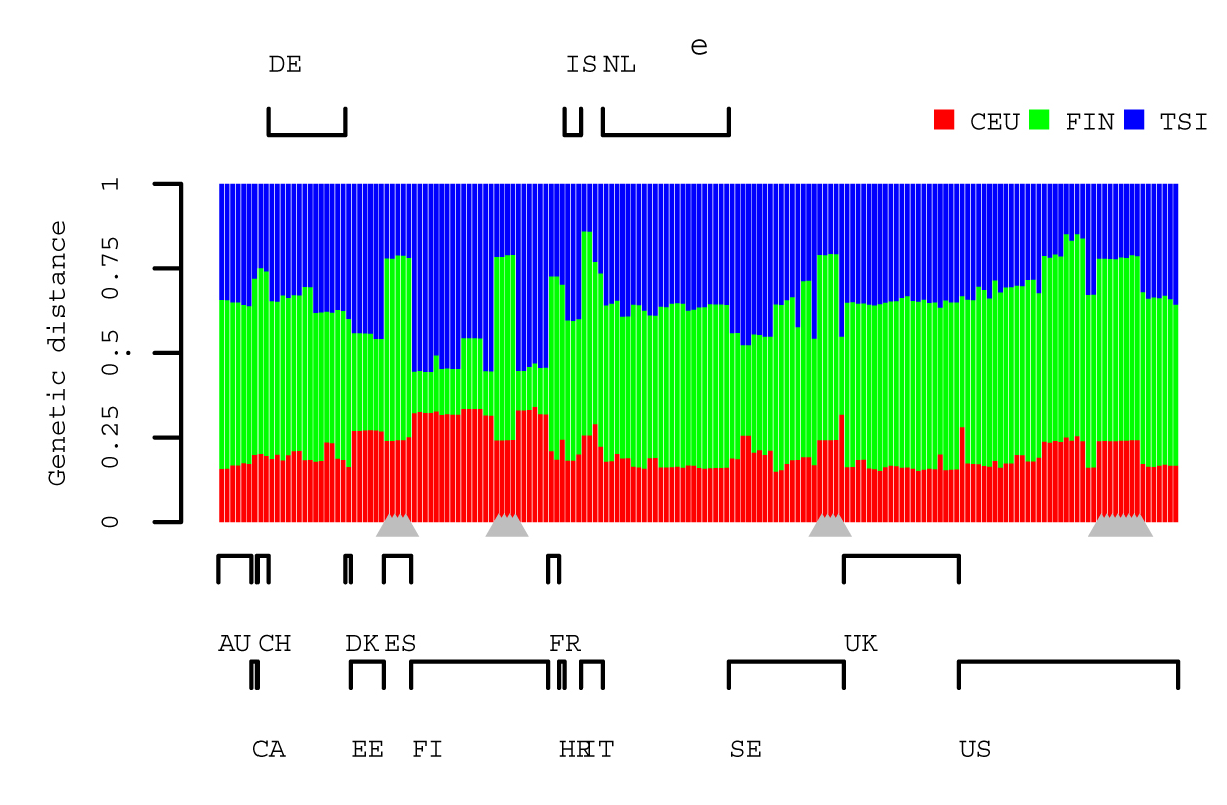 e
DE
IS NL
CEU FIN TSI
Genetic distance
1
0.75
0.5
0.25
0
:
AU CH DK ES FR UK
CA EE FI HR IT SE US